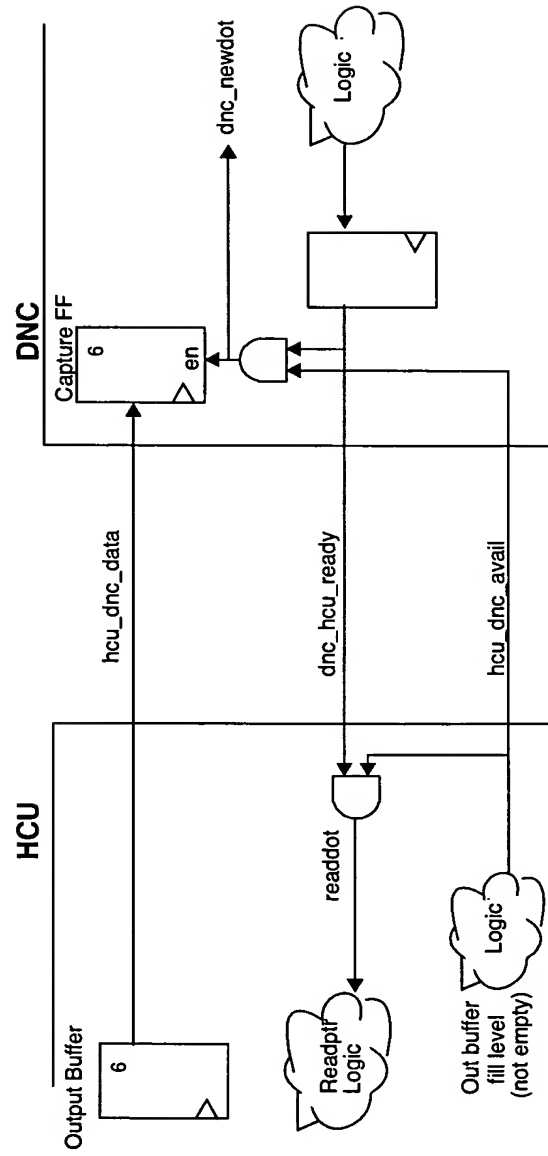 HCU
DNC
Output Buffer
6
hcu_dnc_data
Capture FF
6
en
dnc_newdot
Readptr
Logic
readdot
dnc_hcu_ready
Logic
Out buffer
fill level
(not empty)
Logic
hcu_dnc_avail